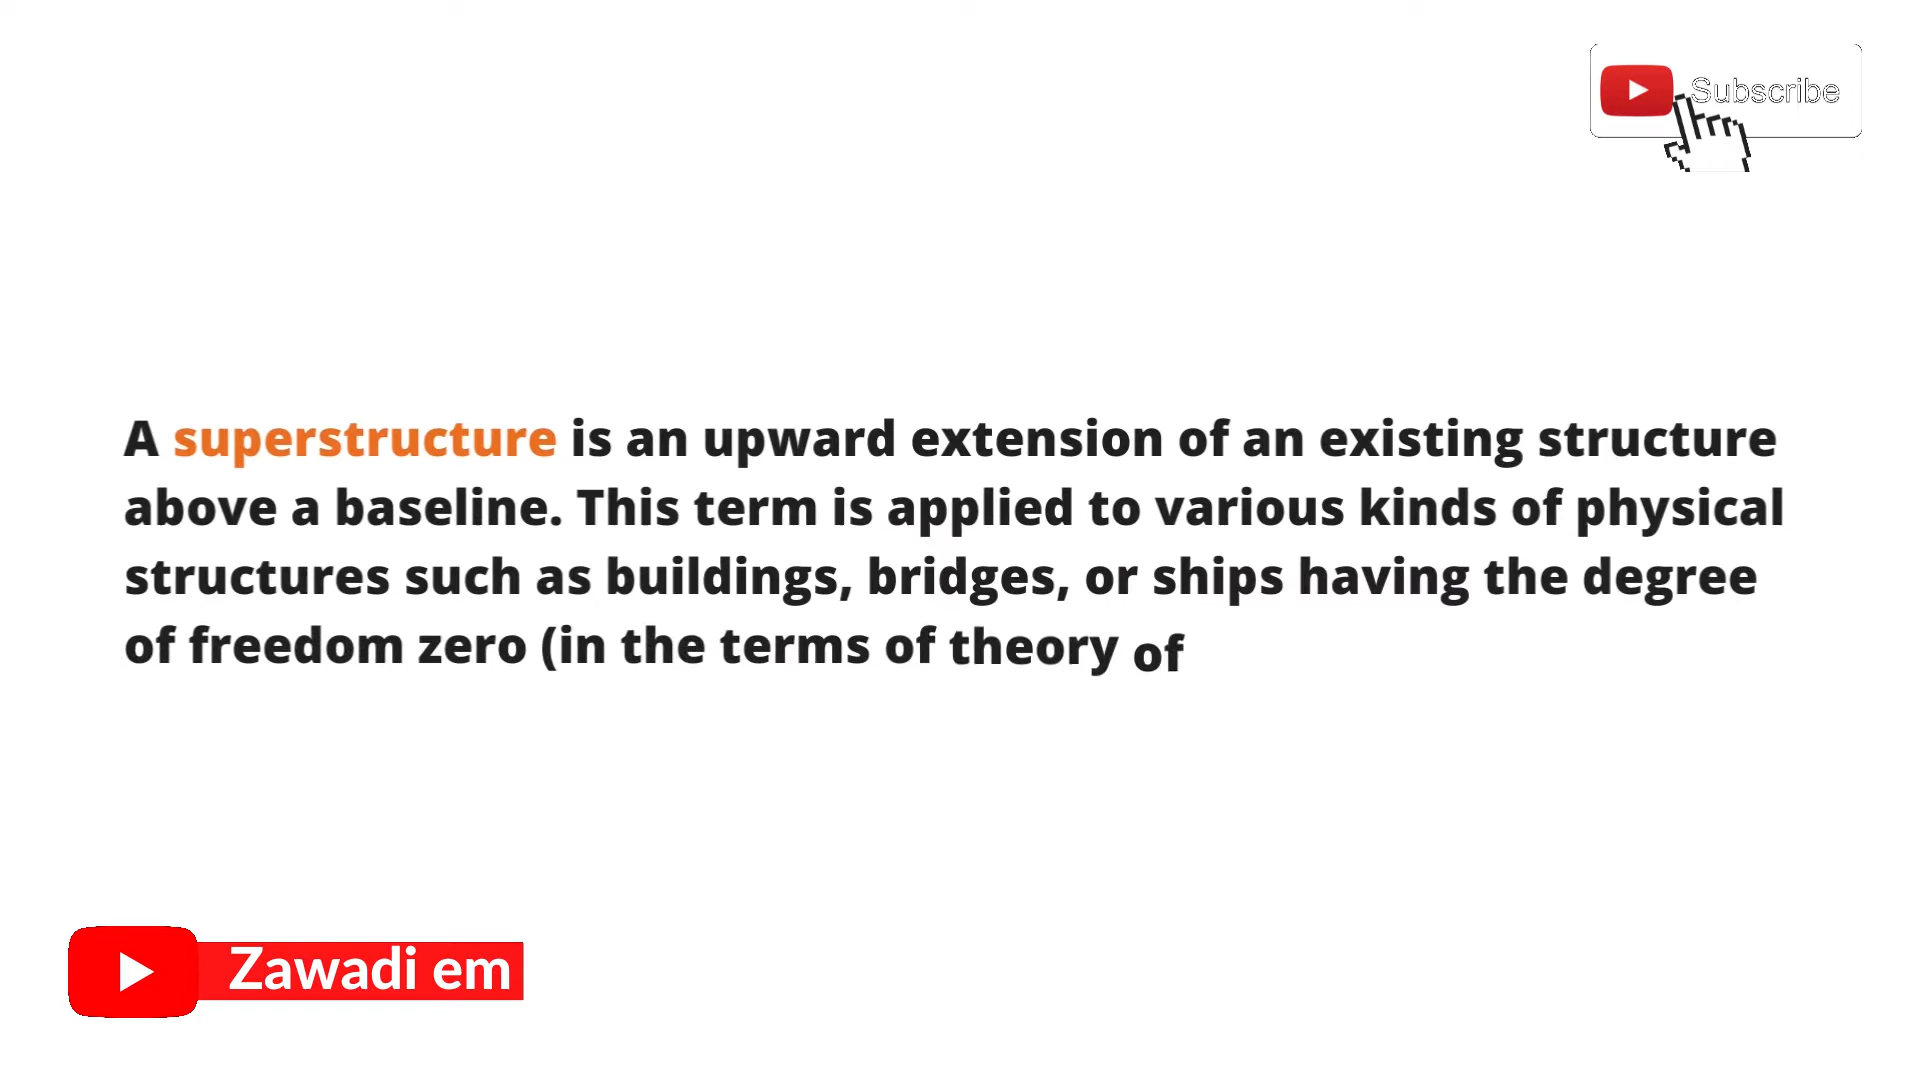 Subscribe
A superstructure is an upward extension of an existing structure
above a baseline. This term is applied to various kinds of physical
structures such as buildings, bridges, or ships having the degree
of freedom zero (in the terms of theory of
Zawadi em